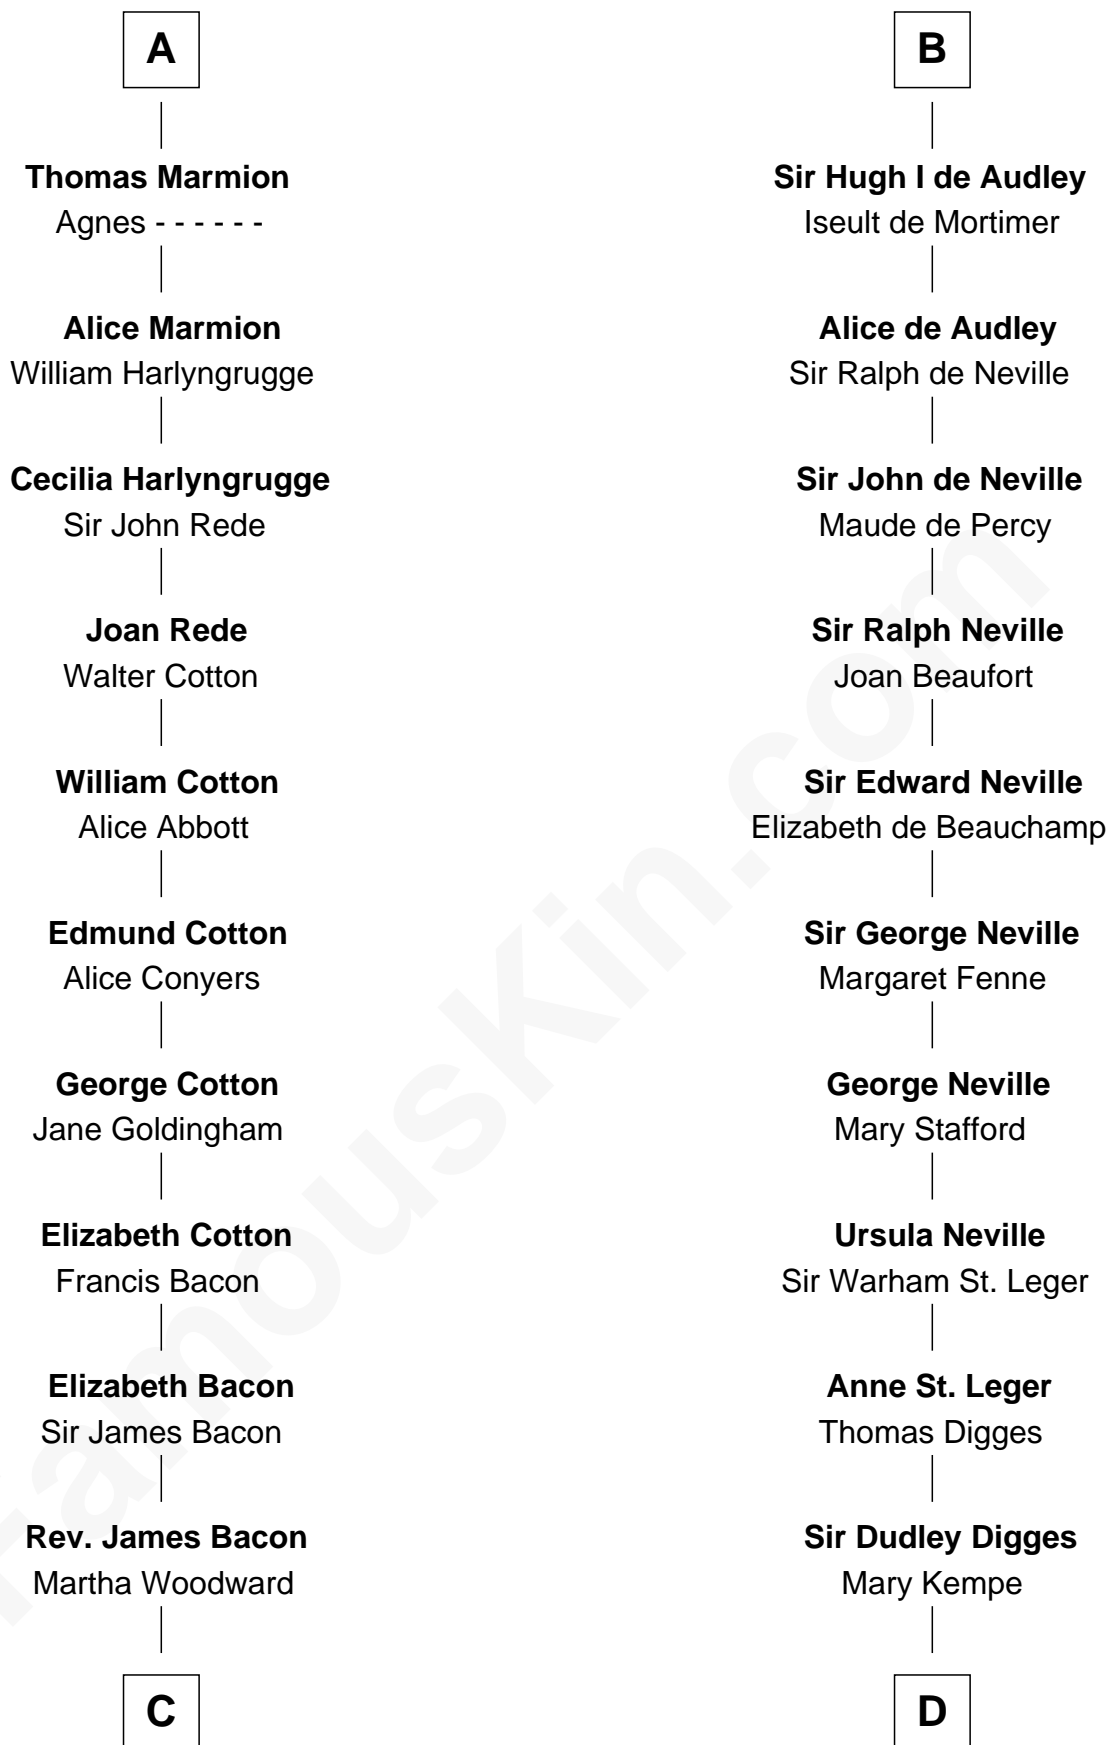 A
Thomas Marmion
Agnes - - - - - -
Alice Marmion
William Harlyngrugge
Cecilia Harlyngrugge
Sir John Rede
Joan Rede
Walter Cotton
William Cotton
Alice Abbott
Edmund Cotton
Alice Conyers
George Cotton
Jane Goldingham
Elizabeth Cotton
Francis Bacon
Elizabeth Bacon
Sir James Bacon
Rev. James Bacon
Martha Woodward
C
B
Sir Hugh I de Audley
Iseult de Mortimer
Alice de Audley
Sir Ralph de Neville
Sir John de Neville
Maude de Percy
Sir Ralph Neville
Joan Beaufort
Sir Edward Neville
Elizabeth de Beauchamp
Sir George Neville
Margaret Fenne
George Neville
Mary Stafford
Ursula Neville
Sir Warham St. Leger
Anne St. Leger
Thomas Digges
Sir Dudley Digges
Mary Kempe
D
FamousKin.com